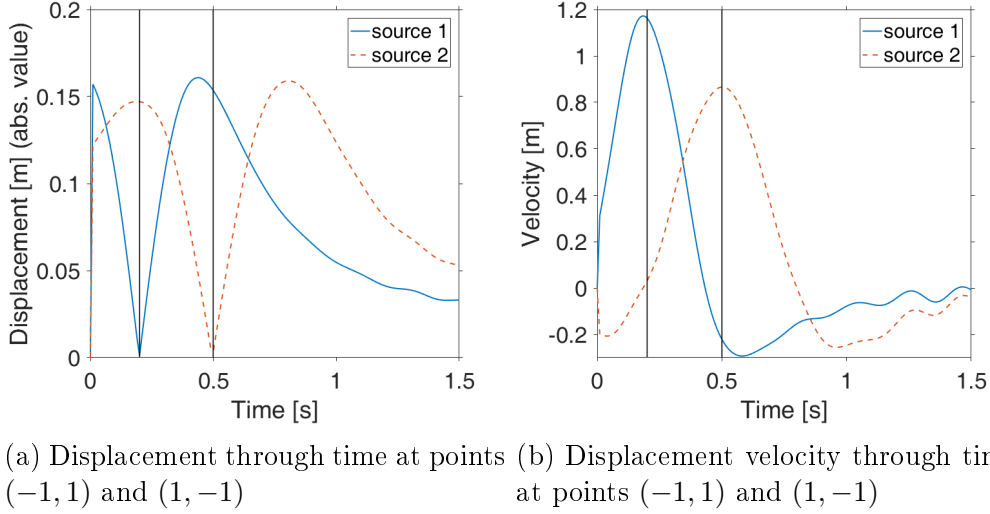 0.2
0.15
0.1
0.05
0
Displacement [m] (abs. value)
source 1
source 2
0
0.5
1
1.5
Time [s]
1.2
1
0.8
0.6
0.4
0.2
0
-0.2
Velocity [m]
source 1
source 2
0
0.5
1
1.5
Time [s]
(a) Displacement through time at points
(−1, 1) and (1, −1)
(b) Displacement velocity through
at points (−1, 1) and (1, −1)